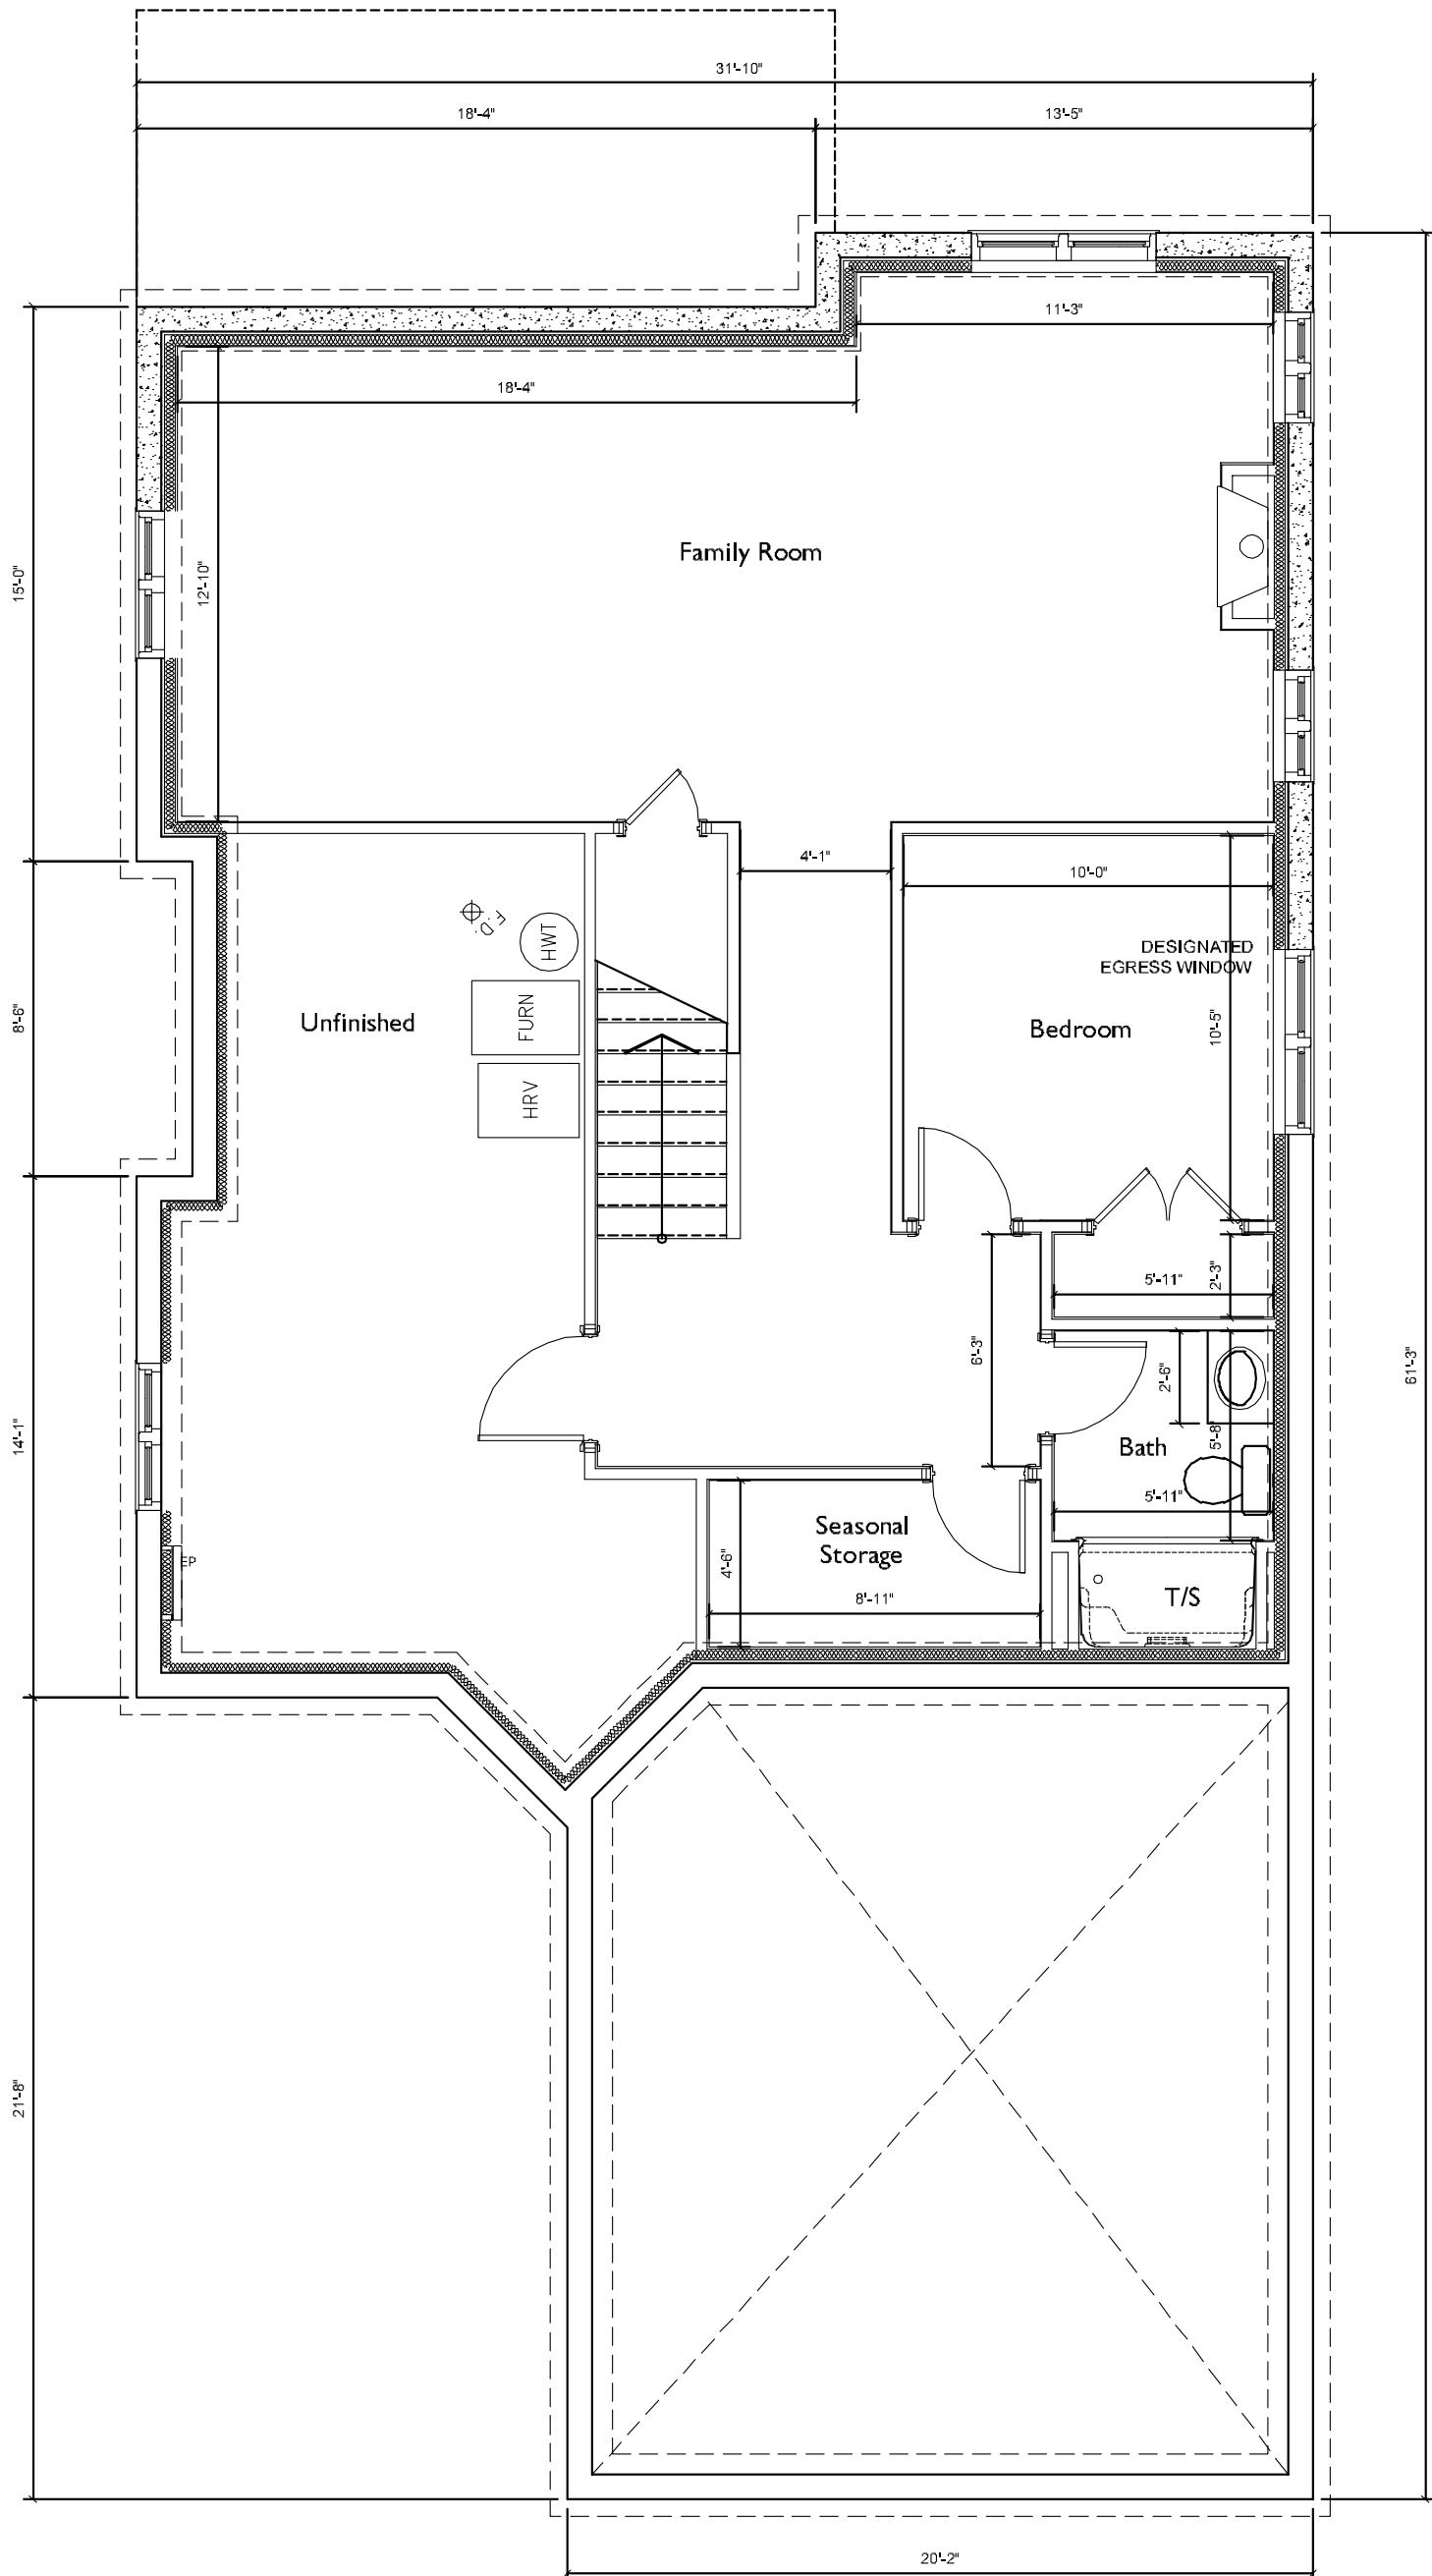 31'-10"
18'-4"
13'-5"
11'-3"
18'-4"
Family Room
15'-0"
12'-10"
4'-1"
10'-0"
F.D.
HWT
DESIGNATED
EGRESS WINDOW
Unfinished
FURN
Bedroom
10'-5"
8'-6"
HRV
5'-11"
2'-3"
6'-3"
2'-6"
61'-3"
14'-1"
Bath
5'-8"
5'-11"
Seasonal
Storage
EP
4'-6"
8'-11"
T/S
21'-8"
20'-2"